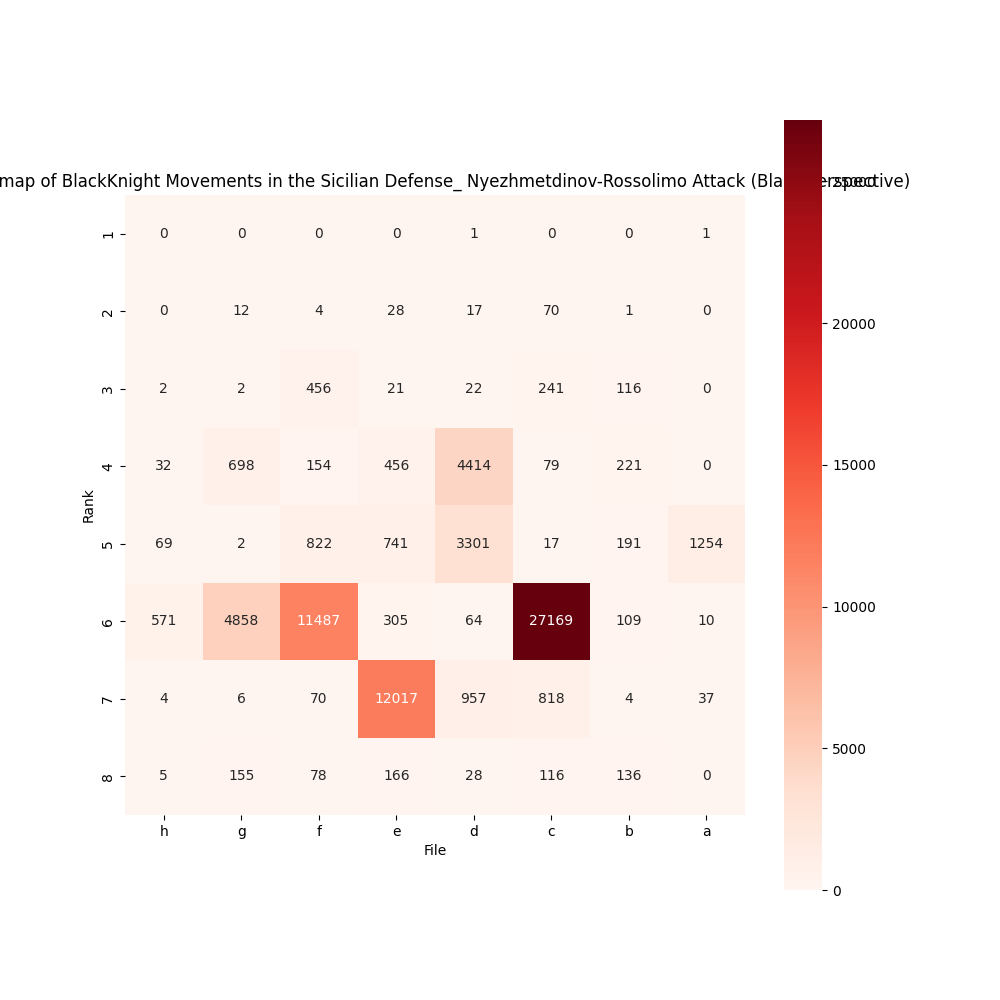 map of BlackKnight Movements in the Sicilian Defense_ Nyezhmetdinov-Rossolimo Attack (Bla erspective)
1 0 0 0 0 1 0 0 1
2 0 12 4 28 17 70 1 0
3 2 2 456 21 22 241 116 0
4 32 698 154 456 4414 79 221 0
5 69 2 822 741 3301 17 191 1254
6 571 4858 11487 305 64 27169 109 10
7 4 6 70 12017 957 818 4 37
8 5 155 78 166 28 116 136 0
h g f e d c b a
File
Rank
20000
15000
10000
5000
0